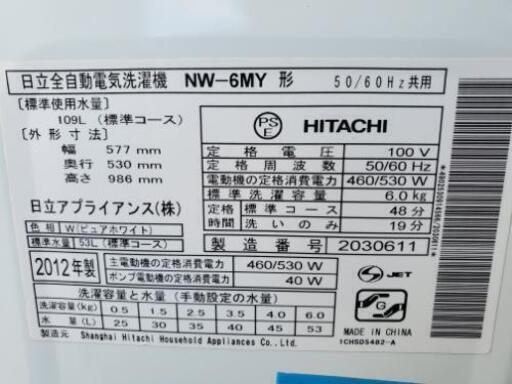 日立全自動電気洗濯機 NW-6MY 形 50/60Hz共用
[標準使用水量]
109L (標準コース)
[外形寸法]
幅 577 mm
奥行 530 mm
高さ 986 mm
日立アプライアンス(株)
色相 W(ピュアホワイト)
標準水量 53L(標準コース)
PSE HITACHI
定格電圧 100 V
定格周波数 50/60 Hz
電動機の定格消費電力 460/530 W
標準洗濯容量 6.0 kg
定格時間 標準コース 48分
洗いのみ 19分
製造番号 2030611
2012年製
主電動機の定格消費電力 460/530 W
ポンプ電動機の定格消費電力 40 W
JET
洗濯容量と水量 (手動設定の水量)
洗濯容量(kg) 0.5 1.5 2.5 3.5 4.0 6.0
水量(L) 25 30 35 40 45 53
製造元 Shanghai Hitachi Household Appliances Co.,Ltd.
G
MADE IN CHINA
1CHS05482-A